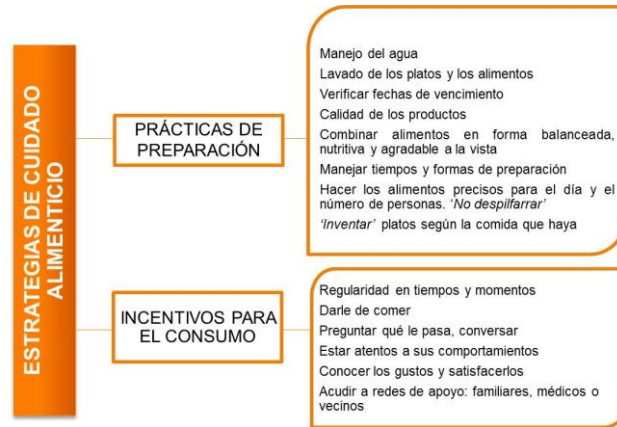 ESTRATEGIAS DE CUIDADO
ALIMENTICIO
PRÁCTICAS DE
PREPARACIÓN
Manejo del agua
Lavado de los platos y los alimentos
Verificar fechas de vencimiento
Calidad de los productos
Combinar alimentos en forma balanceada,
nutritiva y agradable a la vista
Manejar tiempos y formas de preparación
Hacer los alimentos precisos para el día y el
número de personas. 'No despilfarrar'
'Inventar' platos según la comida que haya
INCENTIVOS PARA
EL CONSUMO
Regularidad en tiempos y momentos
Darle de comer
Preguntar qué le pasa, conversar
Estar atentos a sus comportamientos
Conocer los gustos y satisfacerlos
Acudir a redes de apoyo: familiares, médicos o
vecinos